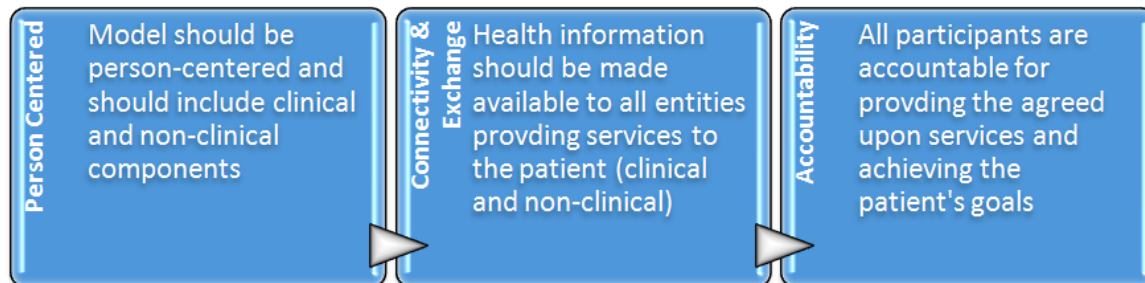 Person Centered
Model should be
person-centered and
should include clinical
and non-clinical
components
Connectivity &
Exchange
Health information
should be made
available to all entities
provding services to
the patient (clinical
and non-clinical)
Accountability
All participants are
accountable for
provding the agreed
upon services and
achieving the
patient's goals